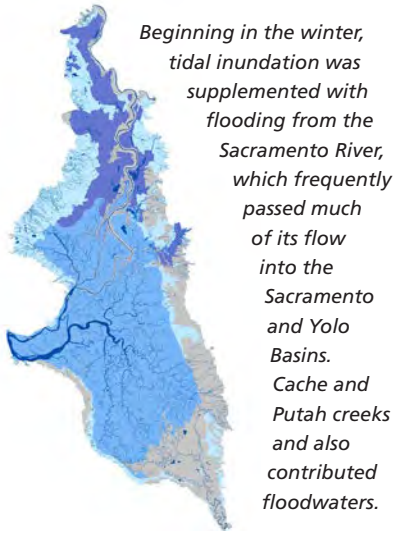 Beginning in the winter,
tidal inundation was
supplemented with
flooding from the
Sacramento River,
which frequently
passed much
of its flow
into the
Sacramento
and Yolo
Basins.
Cache and
Putah creeks
and also
contributed
floodwaters.